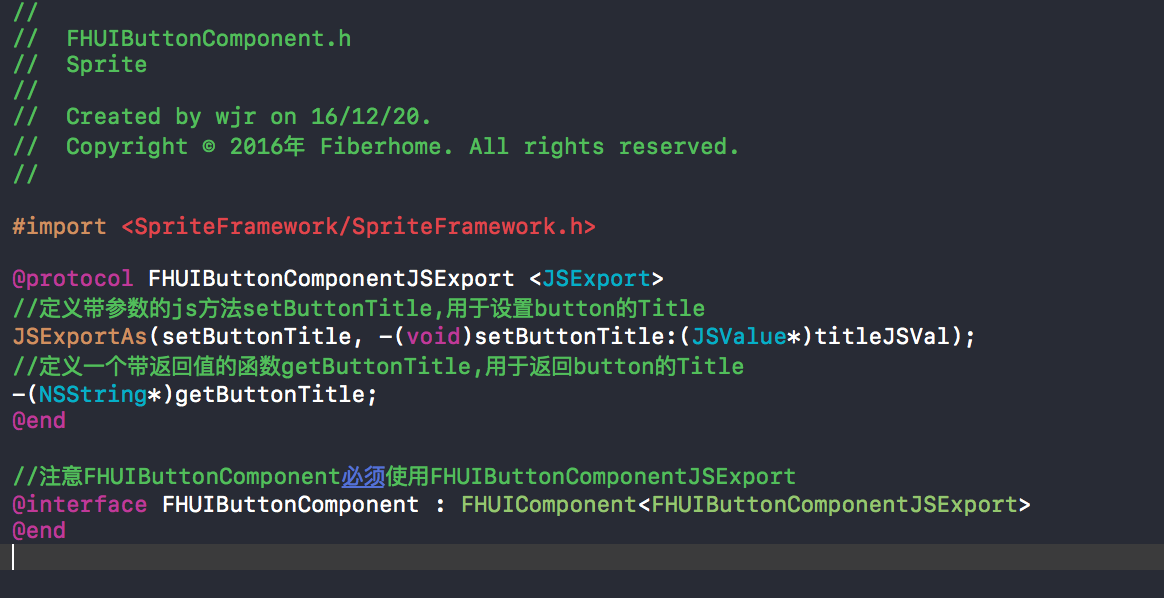 //
//  FHUIButtonComponent.h
//  Sprite
//
//  Created by wjr on 16/12/20.
//  Copyright © 2016年 Fiberhome. All rights reserved.
//
#import <SpriteFramework/SpriteFramework.h>
@protocol FHUIButtonComponentJSExport <JSExport>
//定义带参数的js方法setButtonTitle,用于设置button的Title
JSExportAs(setButtonTitle, -(void)setButtonTitle:(JSValue*)titleJSVal);
//定义一个带返回值的函数getButtonTitle,用于返回button的Title
-(NSString*)getButtonTitle;
@end
//注意FHUIButtonComponent必须使用FHUIButtonComponentJSExport
@interface FHUIButtonComponent : FHUIComponent<FHUIButtonComponentJSExport>
@end